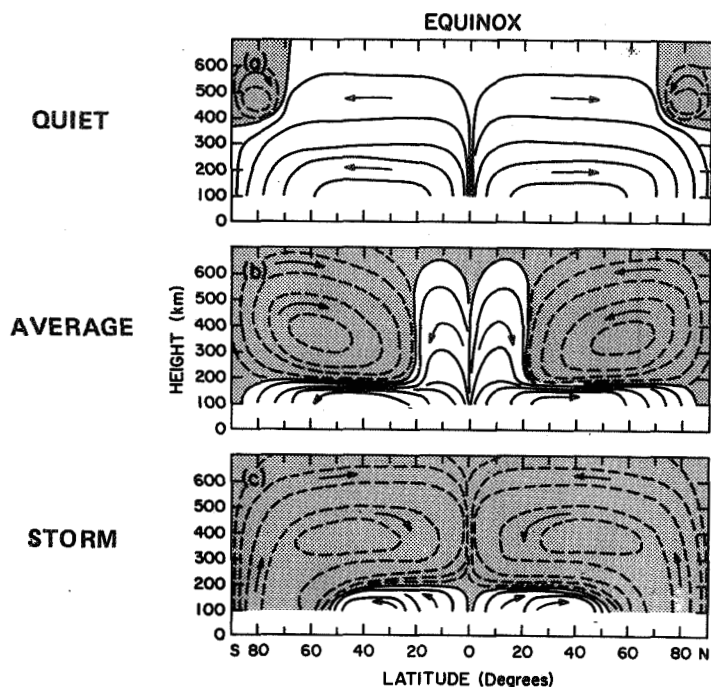 EQUINOX
QUIET
(a)
600
500
400
300
200
100
0
AVERAGE
HEIGHT (km)
(b)
600
500
400
300
200
100
0
STORM
(c)
600
500
400
300
200
100
0
S 80 60 40 20 0 20 40 60 80 N
LATITUDE (Degrees)